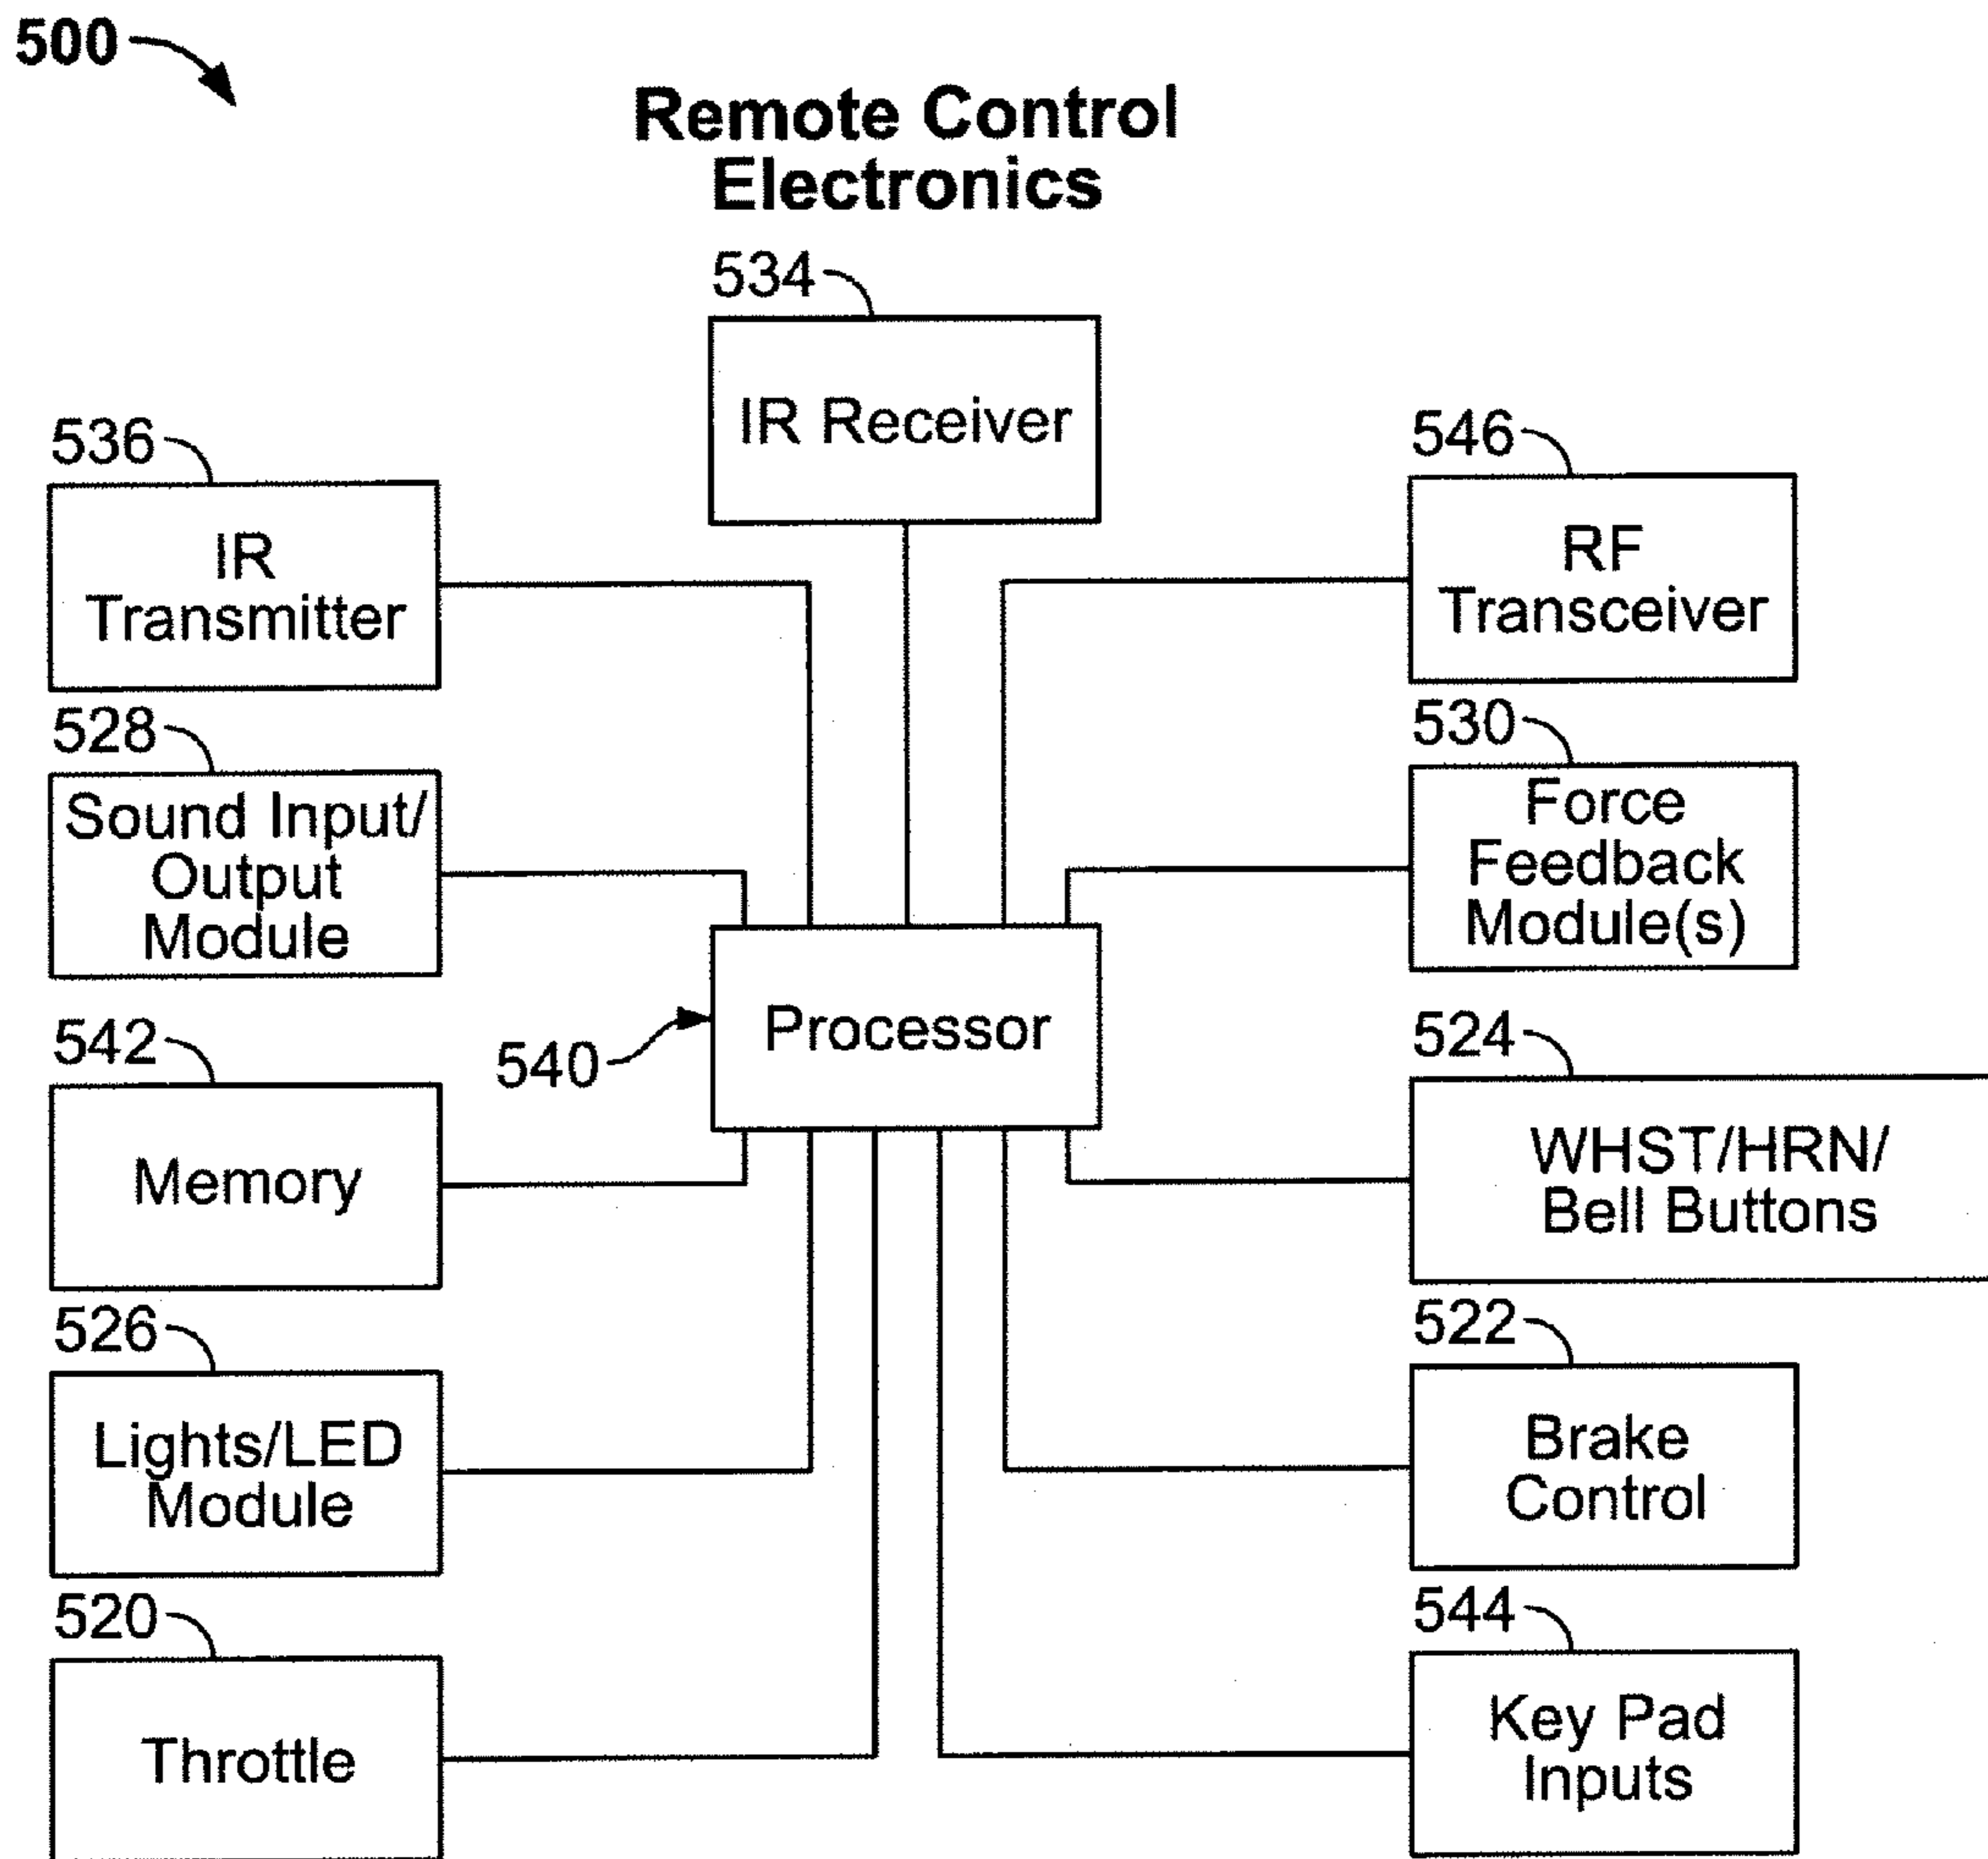 500
Remote Control
Electronics
534
IR Receiver
536
IR
Transmitter
546
RF
Transceiver
528
Sound Input/
Output
Module
530
Force
Feedback
Module(s)
540
Processor
542
Memory
524
WHST/HRN/
Bell Buttons
526
Lights/LED
Module
522
Brake
Control
520
Throttle
544
Key Pad
Inputs